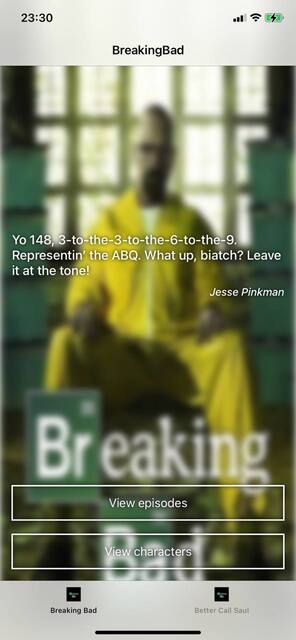 23:30
BreakingBad
Yo 148, 3-to-the-3-to-the-6-to-the-9.
Representin' the ABQ. What up, biatch? Leave
it at the tone!
Jesse Pinkman
Breaking
View episodes
Bad
View characters
Breaking Bad
Better Call Saul